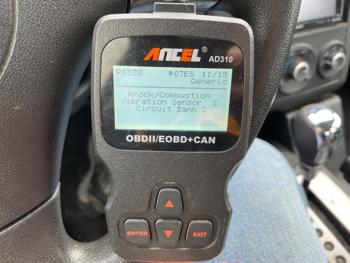 ANCEL
AD310
P0330 $07E8 11/15
Generic
Knock/Combustion
Vibration Sensor 2
Circuit Bank 2
OBDII/EOBD+CAN
ENTER
EXIT